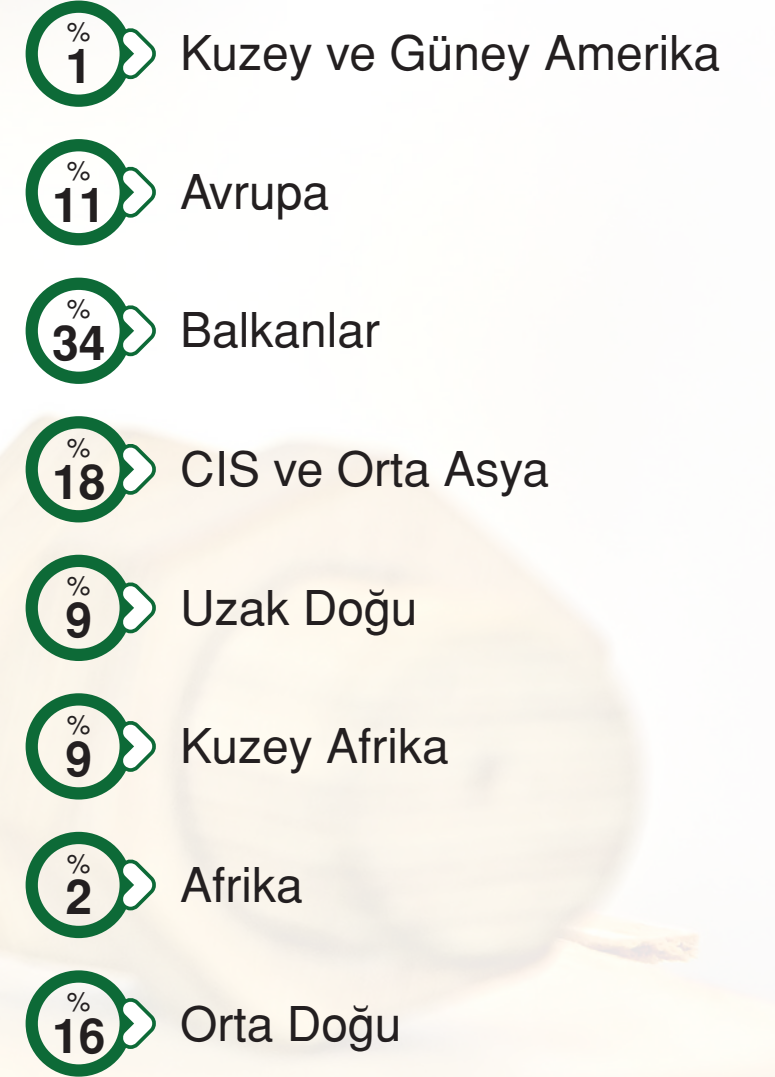 %
1
Kuzey ve Güney Amerika
%
11
Avrupa
%
34
Balkanlar
%
18
CIS ve Orta Asya
%
9
Uzak Doğu
%
9
Kuzey Afrika
%
2
Afrika
%
16
Orta Doğu